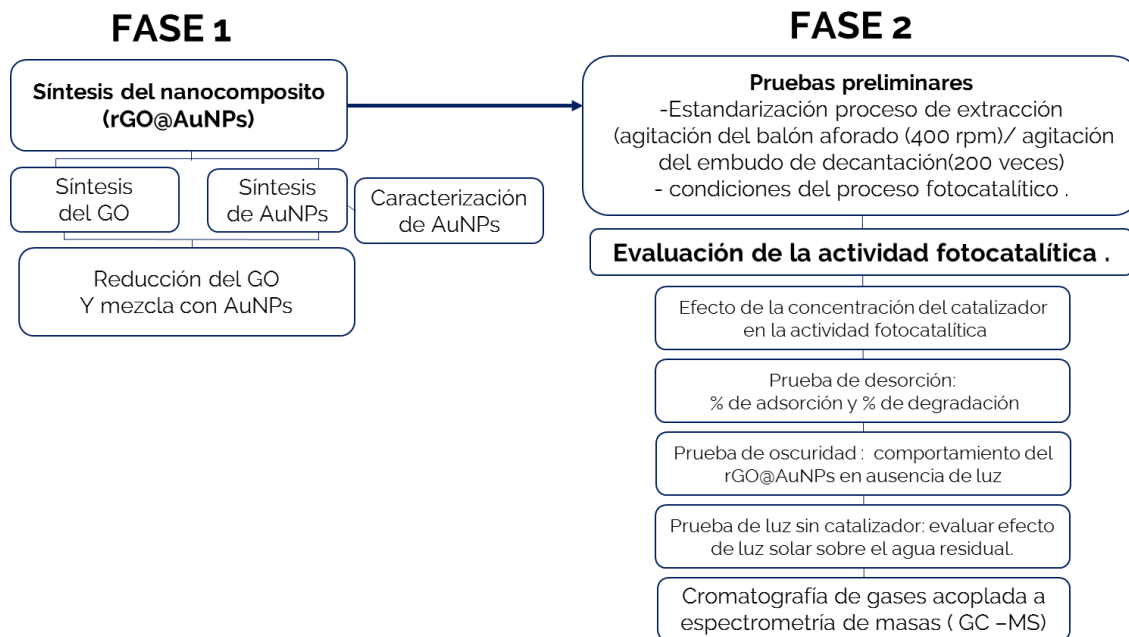 FASE 1
Síntesis del nanocomposito
(rGO@AuNPs)
Síntesis
del GO
Síntesis
de AuNPs
Caracterización
de AuNPs
Reducción del GO
Y mezcla con AuNPs
FASE 2
Pruebas preliminares
-Estandarización proceso de extracción
(agitación del balón aforado (400 rpm)/ agitación
del embudo de decantación(200 veces)
- condiciones del proceso fotocatalítico .
Evaluación de la actividad fotocatalítica .
Efecto de la concentración del catalizador
en la actividad fotocatalítica
Prueba de desorción:
% de adsorción y % de degradación
Prueba de oscuridad : comportamiento del
rGO@AuNPs en ausencia de luz
Prueba de luz sin catalizador: evaluar efecto
de luz solar sobre el agua residual.
Cromatografía de gases acoplada a
espectrometría de masas ( GC –MS)